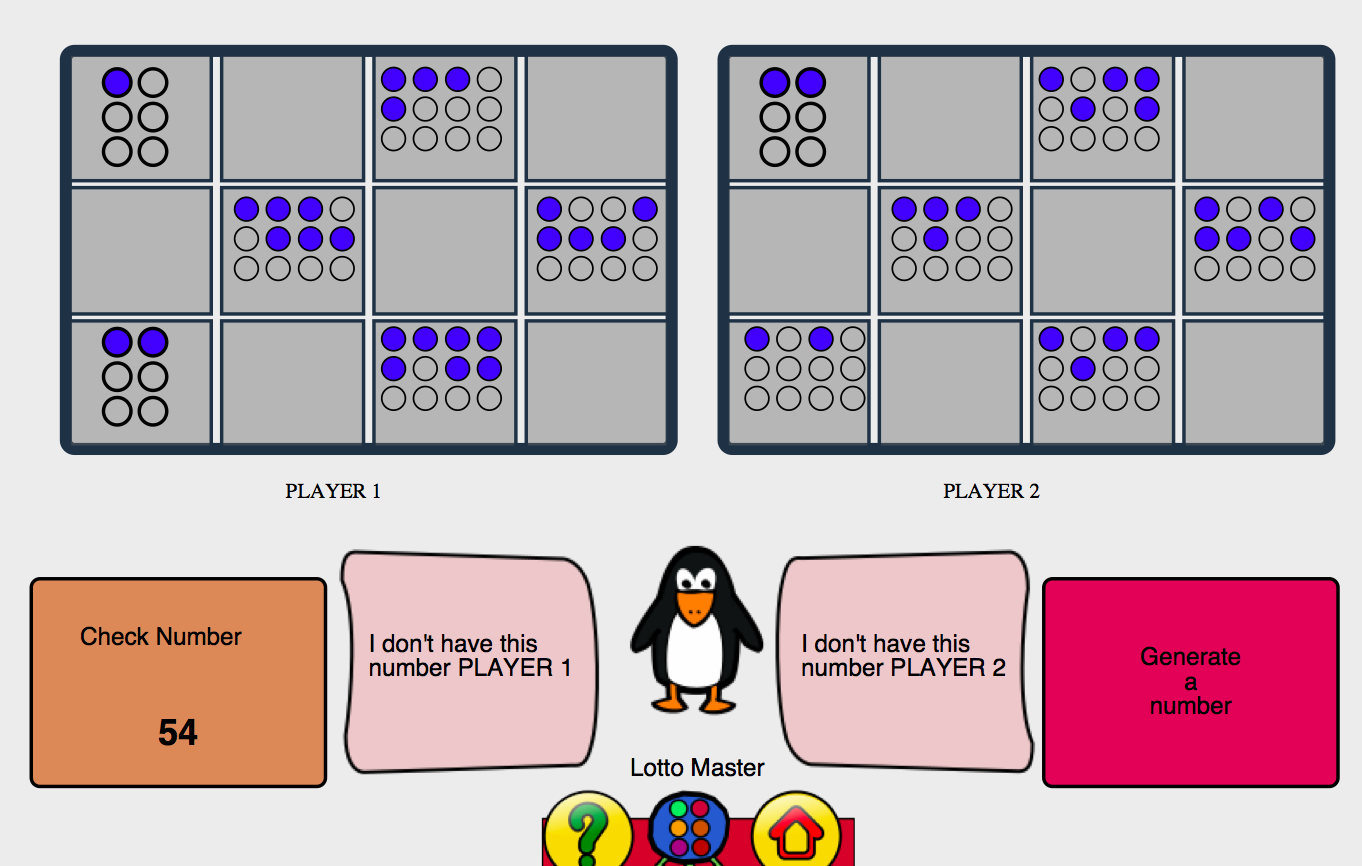 PLAYER 1
PLAYER 2
Check Number
54
I don't have this
number PLAYER 1
Lotto Master
I don't have this
number PLAYER 2
Generate
a
number
?